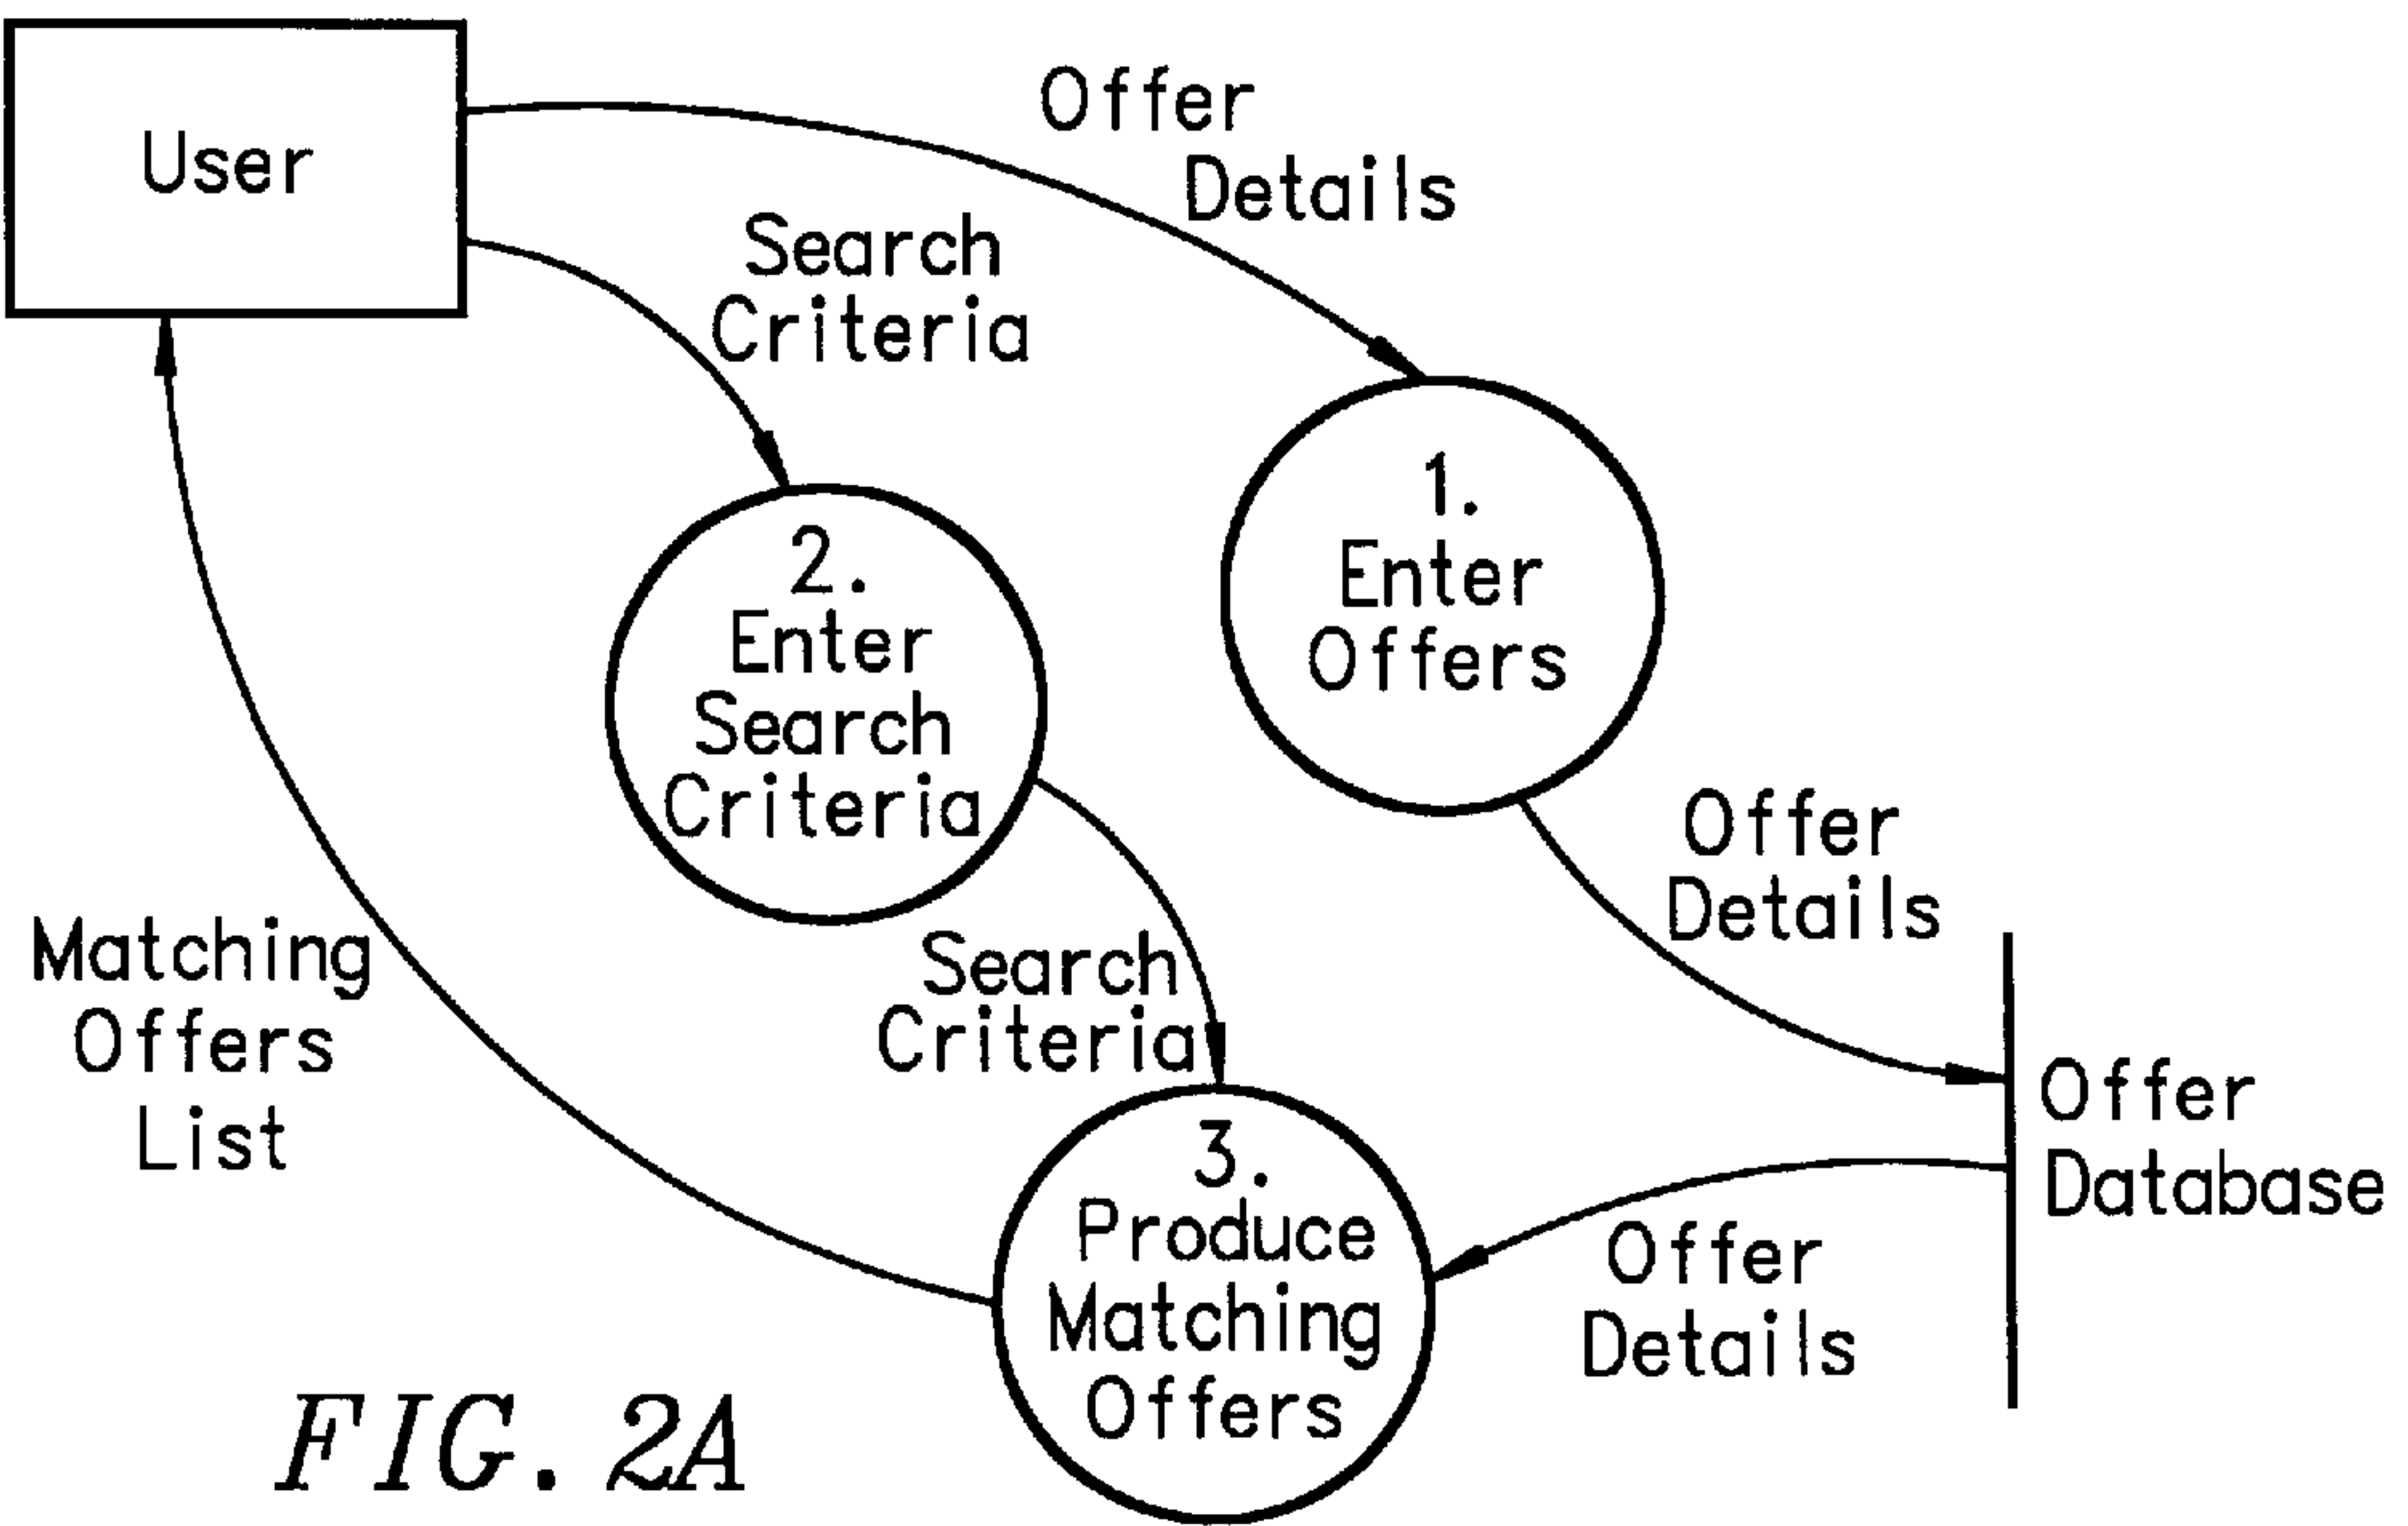 User
Offer
Details
Search
Criteria
1.
Enter
Offers
2.
Enter
Search
Criteria
Offer
Details
Matching
Offers
List
Search
Criteria
Offer
Database
3.
Produce
Matching
Offers
Offer
Details
FIG. 2A